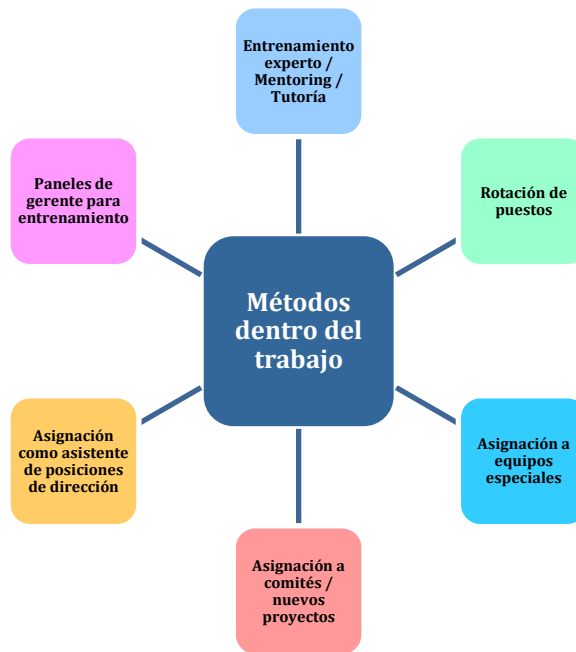 Entrenamiento
experto /
Mentoring /
Tutoría
Paneles de
gerente para
entrenamiento
Rotación de
puestos
Métodos
dentro del
trabajo
Asignación
como asistente
de posiciones
de dirección
Asignación a
equipos
especiales
Asignación a
comités /
nuevos
proyectos